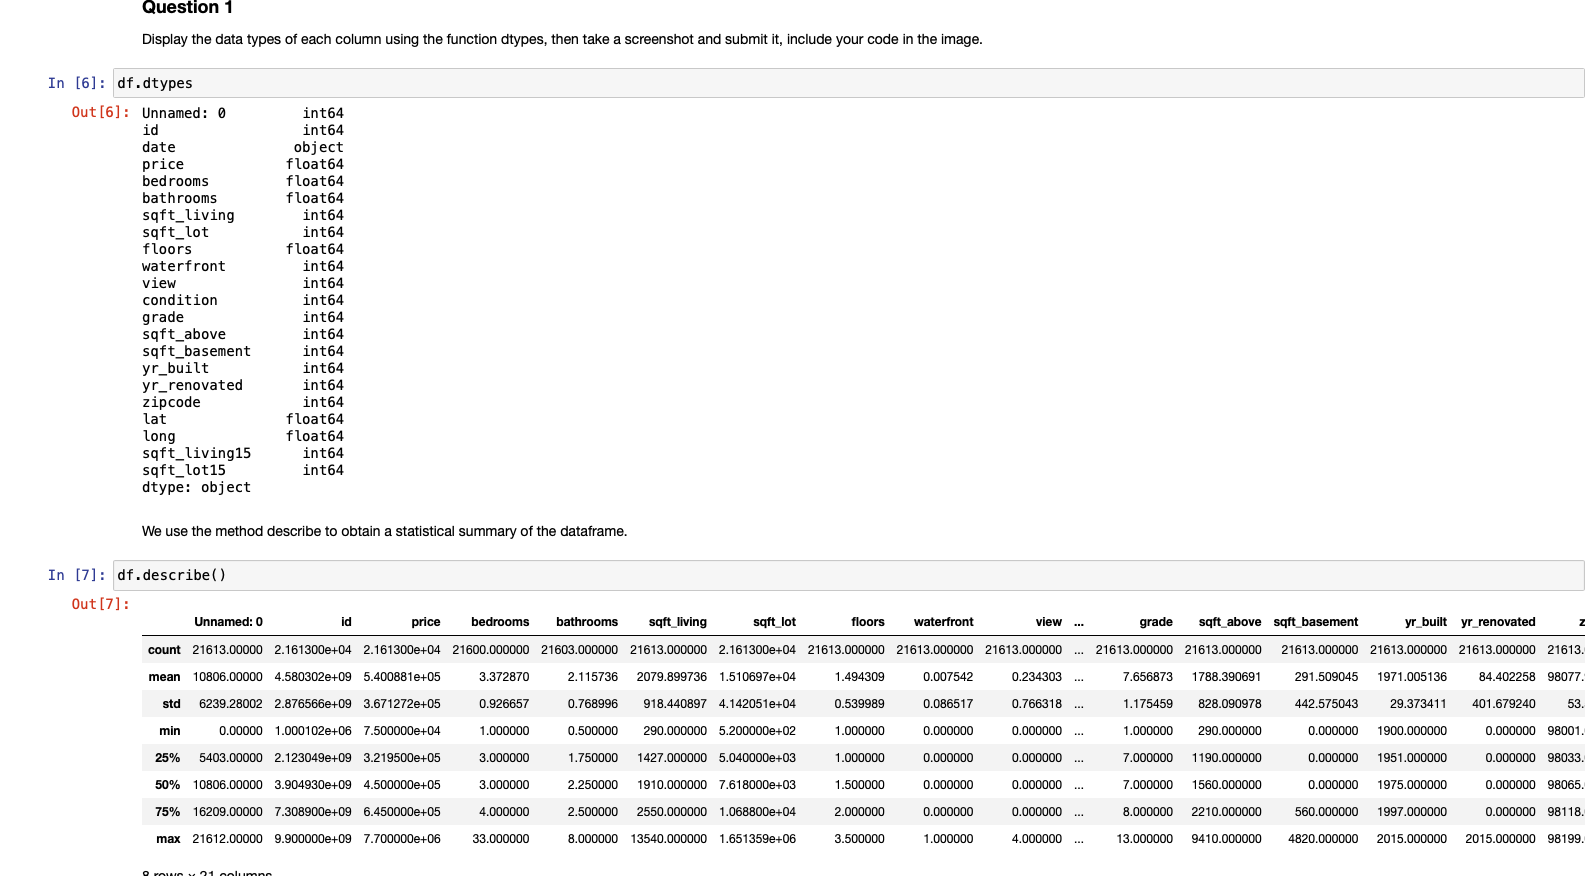 Question 1
Display the data types of each column using the function dtypes, then take a screenshot and submit it, include your code in the image.
In [6]: df.dtypes
Out[6]: Unnamed: 0 int64
id int64
date object
price float64
bedrooms float64
bathrooms float64
sqft_living int64
sqft_lot int64
floors float64
waterfront int64
view int64
condition int64
grade int64
sqft_above int64
sqft_basement int64
yr_built int64
yr_renovated int64
zipcode int64
lat float64
long float64
sqft_living15 int64
sqft_lot15 int64
dtype: object
We use the method describe to obtain a statistical summary of the dataframe.
In [7]: df.describe()
Out[7]:
Unnamed: 0 id price bedrooms bathrooms sqft_living sqft_lot floors waterfront view ... grade sqft_above sqft_basement yr_built yr_renovated z
count 21613.00000 2.161300e+04 2.161300e+04 21600.000000 21603.000000 21613.000000 2.161300e+04 21613.000000 21613.000000 21613.000000 ... 21613.000000 21613.000000 21613.000000 21613.000000 21613.000000 21613.
mean 10806.00000 4.580302e+09 5.400881e+05 3.372870 2.115736 2079.899736 1.510697e+04 1.494309 0.007542 0.234303 ... 7.656873 1788.390691 291.509045 1971.005136 84.402258 98077.
std 6239.28002 2.876566e+09 3.671272e+05 0.926657 0.768996 918.440897 4.142051e+04 0.539989 0.086517 0.766318 ... 1.175459 828.090978 442.575043 29.373411 401.679240 53.
min 0.00000 1.000102e+06 7.500000e+04 1.000000 0.500000 290.000000 5.200000e+02 1.000000 0.000000 0.000000 ... 1.000000 290.000000 0.000000 1900.000000 0.000000 98001.
25% 5403.00000 2.123049e+09 3.219500e+05 3.000000 1.750000 1427.000000 5.040000e+03 1.000000 0.000000 0.000000 ... 7.000000 1190.000000 0.000000 1951.000000 0.000000 98033.
50% 10806.00000 3.904930e+09 4.500000e+05 3.000000 2.250000 1910.000000 7.618000e+03 1.500000 0.000000 0.000000 ... 7.000000 1560.000000 0.000000 1975.000000 0.000000 98065.
75% 16209.00000 7.308900e+09 6.450000e+05 4.000000 2.500000 2550.000000 1.068800e+04 2.000000 0.000000 0.000000 ... 8.000000 2210.000000 560.000000 1997.000000 0.000000 98118.
max 21612.00000 9.900000e+09 7.700000e+06 33.000000 8.000000 13540.000000 1.651359e+06 3.500000 1.000000 4.000000 ... 13.000000 9410.000000 4820.000000 2015.000000 2015.000000 98199.
8 rows × 21 columns